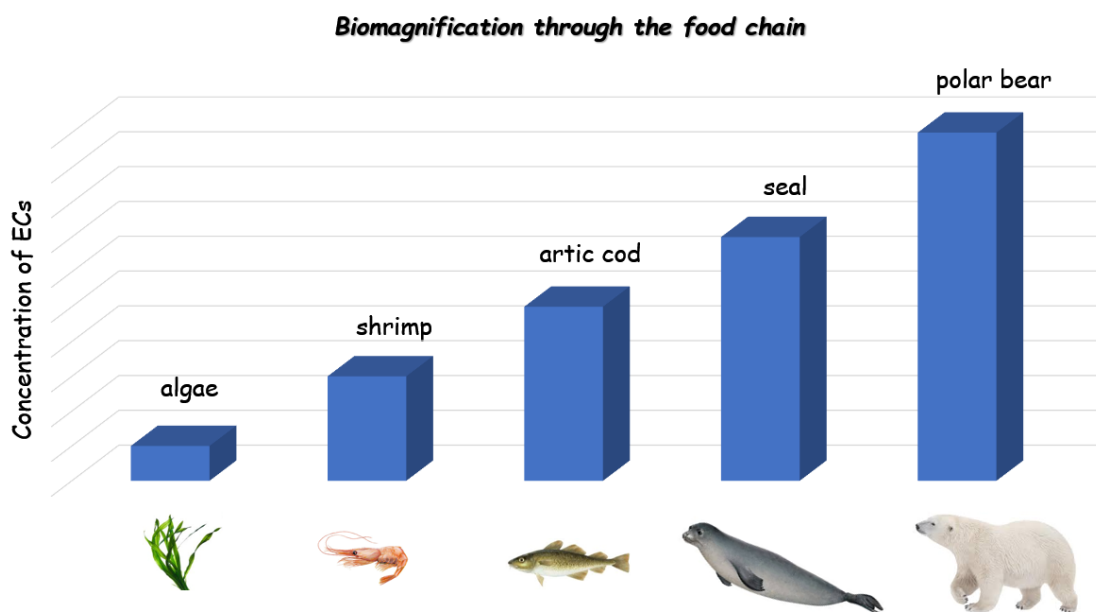 Biomagnification through the food chain
polar bear
seal
artic cod
shrimp
algae
Concentration of ECs